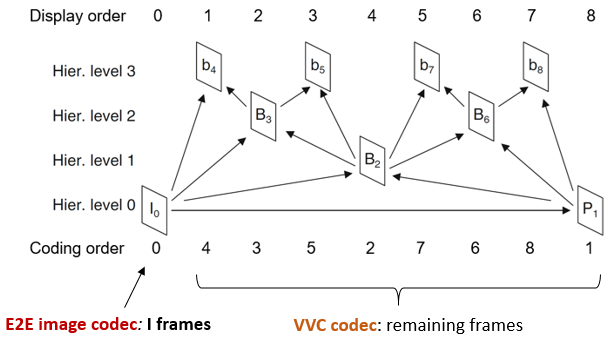 Display order 0 1 2 3 4 5 6 7 8
Hier. level 3 b4 b5 b7 b8
Hier. level 2 B3 B6
Hier. level 1 B2
Hier. level 0 I0 P1
Coding order 0 4 3 5 2 7 6 8 1
E2E image codec: I frames VVC codec: remaining frames